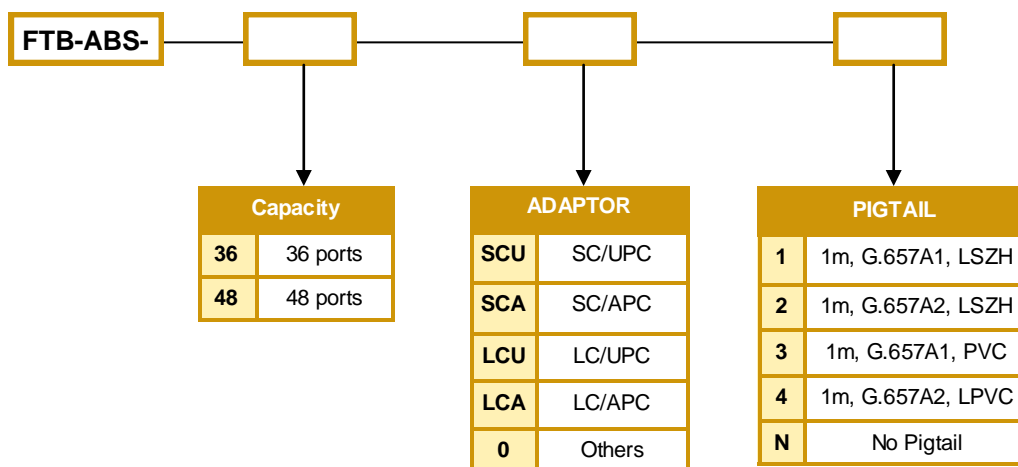 FTB-ABS-
Capacity
36 36 ports
48 48 ports
ADAPTOR
SCU SC/UPC
SCA SC/APC
LCU LC/UPC
LCA LC/APC
0 Others
PIGTAIL
1 1m, G.657A1, LSZH
2 1m, G.657A2, LSZH
3 1m, G.657A1, PVC
4 1m, G.657A2, LPVC
N No Pigtail